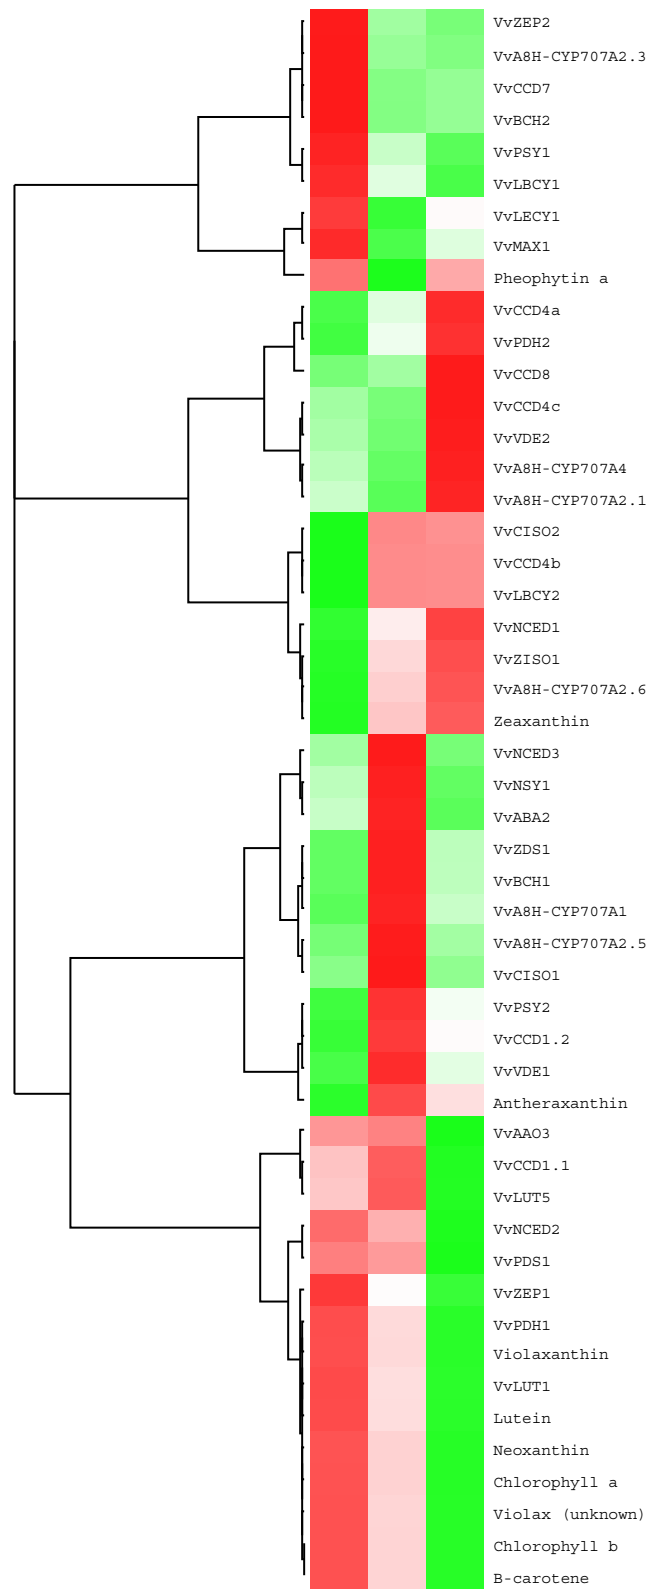 VvZEP2
VvA8H-CYP707A2.3
VvCCD7
VvBCH2
VvPSY1
VvLBCY1
VvLECY1
VvMAX1
Pheophytin a
VvCCD4a
VvPDH2
VvCCD8
VvCCD4c
VvVDE2
VvA8H-CYP707A4
VvA8H-CYP707A2.1
VvCISO2
VvCCD4b
VvLBCY2
VvNCED1
VvZISO1
VvA8H-CYP707A2.6
Zeaxanthin
VvNCED3
VvNSY1
VvABA2
VvZDS1
VvBCH1
VvA8H-CYP707A1
VvA8H-CYP707A2.5
VvCISO1
VvPSY2
VvCCD1.2
VvVDE1
Antheraxanthin
VvAAO3
VvCCD1.1
VvLUT5
VvNCED2
VvPDS1
VvZEP1
VvPDH1
Violaxanthin
VvLUT1
Lutein
Neoxanthin
Chlorophyll a
Violax (unknown)
Chlorophyll b
B-carotene